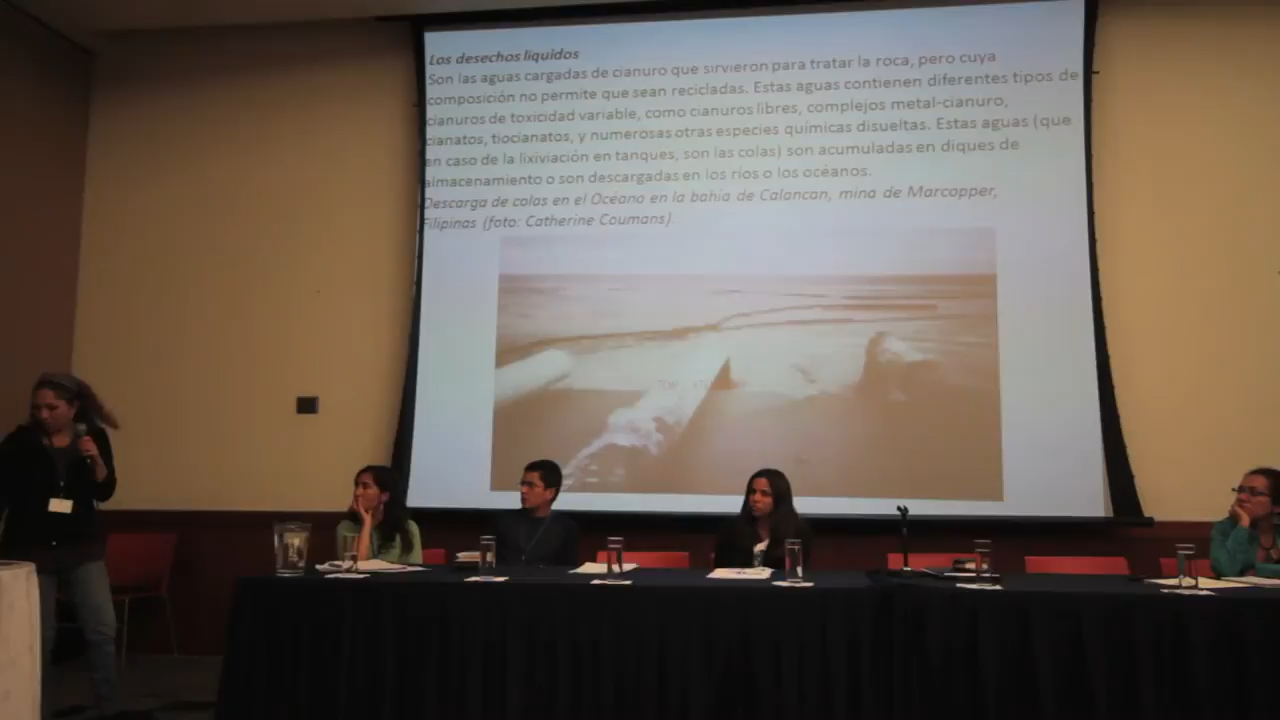 Los desechos liquidos
Son las aguas cargadas de cianuro que sirvieron para tratar la roca, pero cuya
composición no permite que sean recicladas. Estas aguas contienen diferentes tipos de
cianuros de toxicidad variable, como cianuros libres, complejos metal-cianuro,
cianatos, tiocianatos, y numerosas otras especies químicas disueltas. Estas aguas (que
en caso de la lixiviación en tanques, son las colas) son acumuladas en diques de
almacenamiento o son descargadas en los ríos o los océanos.
Descarga de colas en el Océano en la bahía de Calancan, mina de Marcopper,
Filipinas (foto: Catherine Coumans).